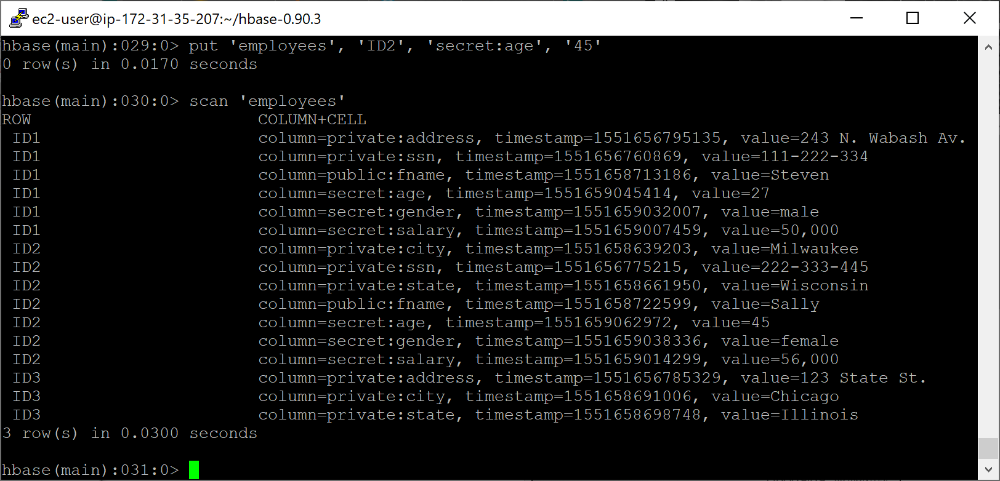 ec2-user@ip-172-31-35-207:~/hbase-0.90.3
hbase(main):029:0> put 'employees', 'ID2', 'secret:age', '45'
0 row(s) in 0.0170 seconds
hbase(main):030:0> scan 'employees'
ROW COLUMN+CELL
ID1 column=private:address, timestamp=1551656795135, value=243 N. Wabash Av.
ID1 column=private:ssn, timestamp=1551656760869, value=111-222-334
ID1 column=public:fname, timestamp=1551658713186, value=Steven
ID1 column=secret:age, timestamp=1551659045414, value=27
ID1 column=secret:gender, timestamp=1551659032007, value=male
ID1 column=secret:salary, timestamp=1551659007459, value=50,000
ID2 column=private:city, timestamp=1551658639203, value=Milwaukee
ID2 column=private:ssn, timestamp=1551656775215, value=222-333-445
ID2 column=private:state, timestamp=1551658661950, value=Wisconsin
ID2 column=public:fname, timestamp=1551658722599, value=Sally
ID2 column=secret:age, timestamp=1551659062972, value=45
ID2 column=secret:gender, timestamp=1551659038336, value=female
ID2 column=secret:salary, timestamp=1551659014299, value=56,000
ID3 column=private:address, timestamp=1551656785329, value=123 State St.
ID3 column=private:city, timestamp=1551658691006, value=Chicago
ID3 column=private:state, timestamp=1551658698748, value=Illinois
3 row(s) in 0.0300 seconds
hbase(main):031:0>